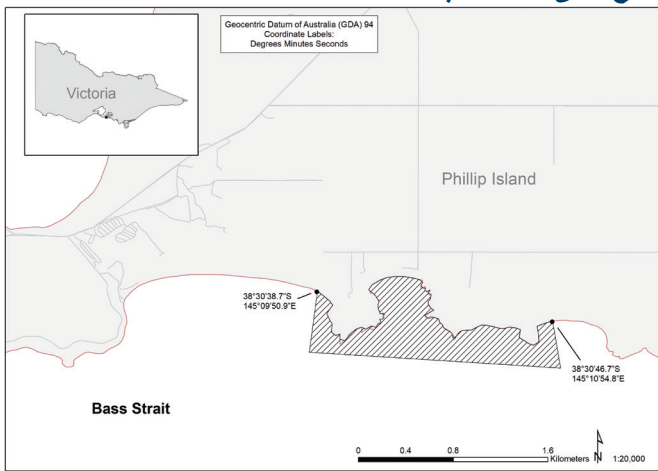 Geocentric Datum of Australia (GDA) 94
Coordinate Labels:
Degrees Minutes Seconds
Victoria
Phillip Island
38°30'38.7"S
145°09'50.9"E
38°30'46.7"S
145°10'54.8"E
Bass Strait
0 0.4 0.8 1.6
Kilometers
N
1:20,000